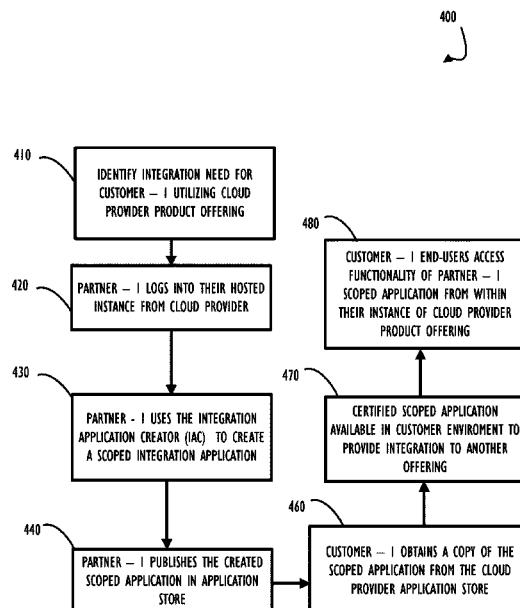 400
410
IDENTIFY INTEGRATION NEED FOR
CUSTOMER – I UTILIZING CLOUD
PROVIDER PRODUCT OFFERING
420
PARTNER – I LOGS INTO THEIR HOSTED
INSTANCE FROM CLOUD PROVIDER
430
PARTNER - I USES THE INTEGRATION
APPLICATION CREATOR (IAC) TO CREATE
A SCOPED INTEGRATION APPLICATION
440
PARTNER – I PUBLISHES THE CREATED
SCOPED APPLICATION IN APPLICATION
STORE
460
CUSTOMER – I OBTAINS A COPY OF THE
SCOPED APPLICATION FROM THE CLOUD
PROVIDER APPLICATION STORE
470
CERTIFIED SCOPED APPLICATION
AVAILABLE IN CUSTOMER ENVIROMENT TO
PROVIDE INTEGRATION TO ANOTHER
OFFERING
480
CUSTOMER – I END-USERS ACCESS
FUNCTIONALITY OF PARTNER – I
SCOPED APPLICATION FROM WITHIN
THEIR INSTANCE OF CLOUD PROVIDER
PRODUCT OFFERING